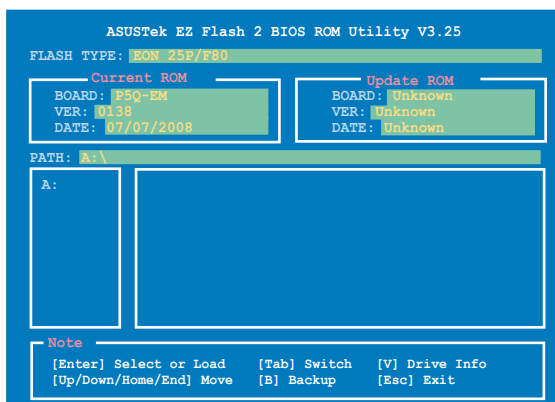 ASUSTek EZ Flash 2 BIOS ROM Utility V3.25
FLASH TYPE: EON 25P/F80
Current ROM
BOARD: P5Q-EM
VER: 0138
DATE: 07/07/2008
Update ROM
BOARD: Unknown
VER: Unknown
DATE: Unknown
PATH: A:\
A:
Note
[Enter] Select or Load [Tab] Switch [V] Drive Info
[Up/Down/Home/End] Move [B] Backup [Esc] Exit